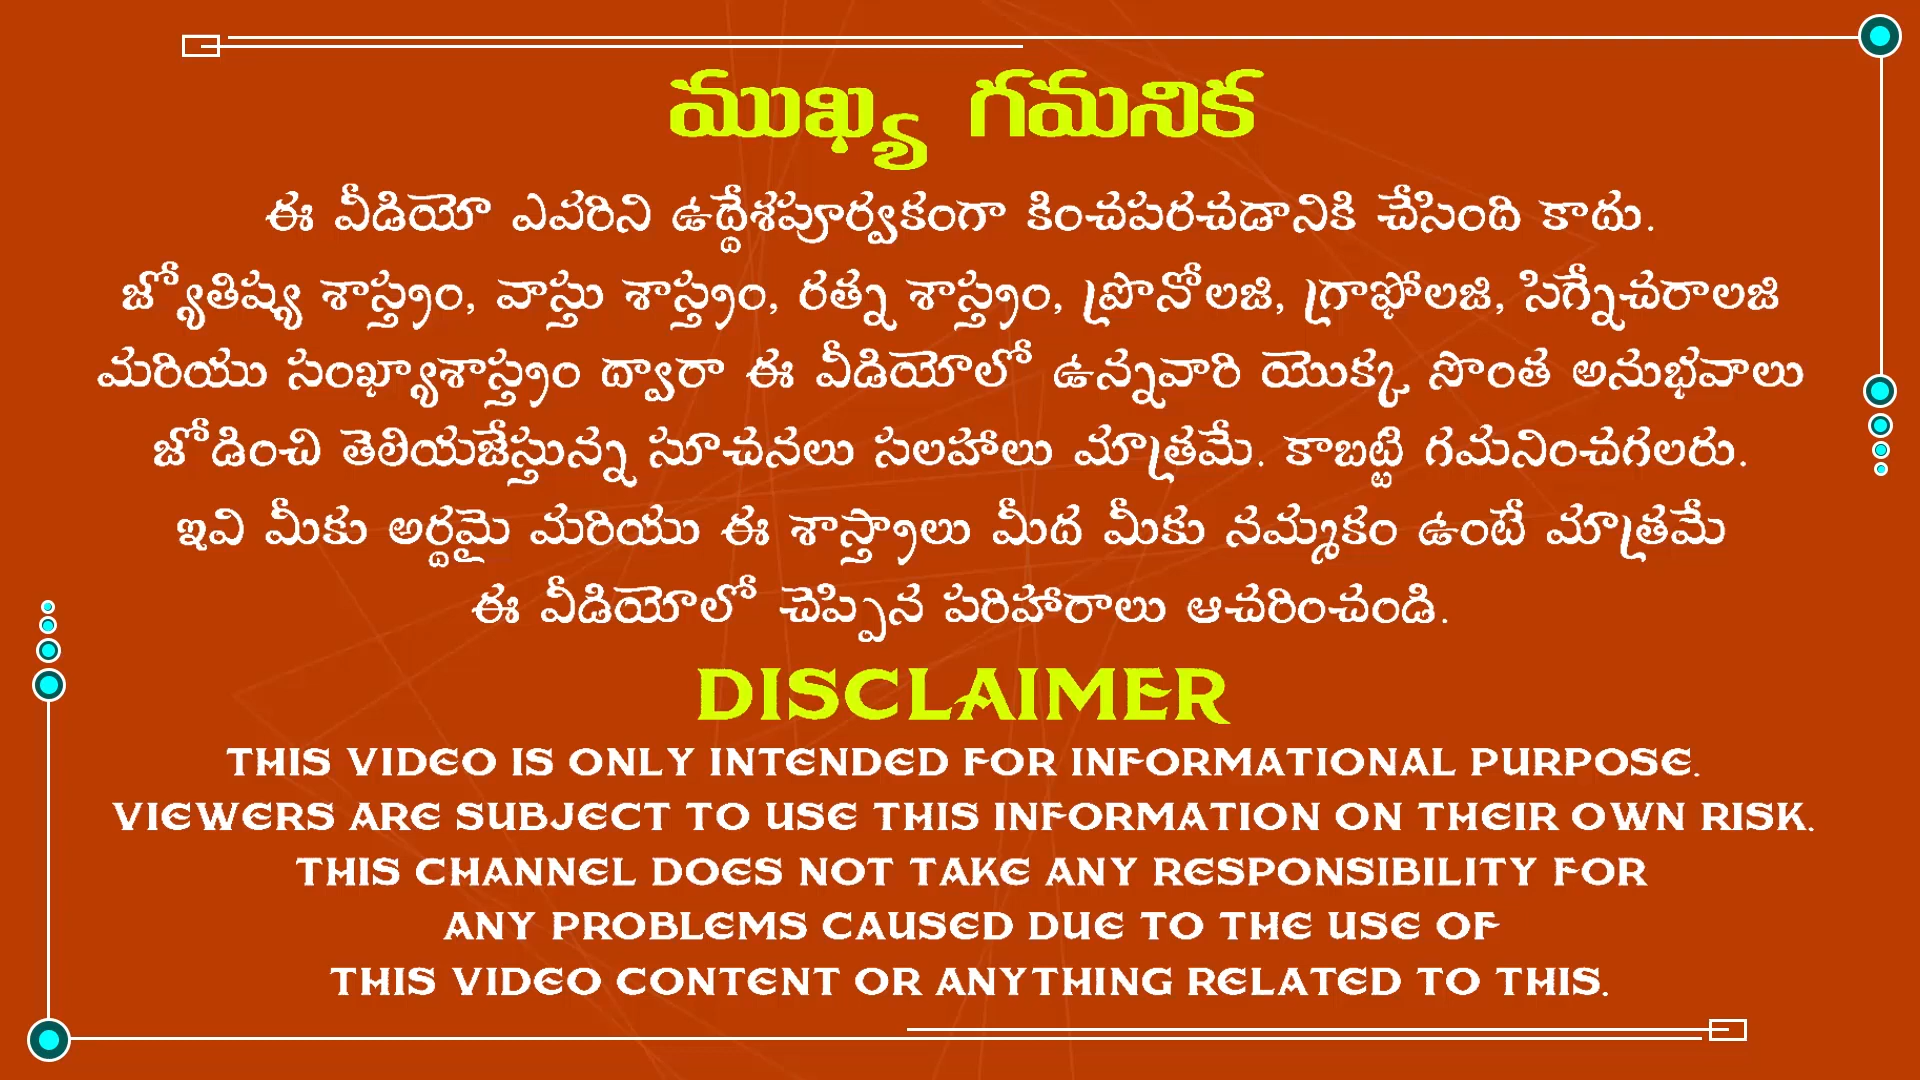 ముఖ్య గమనిక
ఈ వీడియో ఎవరిని ఉద్దేశపూర్వకంగా కించపరచడానికి చేసింది కాదు.
జ్యోతిష్య శాస్త్రం, వాస్తు శాస్త్రం, రత్న శాస్త్రం, ప్రొనోలజి, గ్రాఫోలజి, సిగ్నేచరాలజి
మరియు సంఖ్యాశాస్త్రం ద్వారా ఈ వీడియోలో ఉన్నవారి యొక్క సొంత అనుభవాలు
జోడించి తెలియజేస్తున్న సూచనలు సలహాలు మాత్రమే. కాబట్టి గమనించగలరు.
ఇవి మీకు అర్ధమై మరియు ఈ శాస్త్రాలు మీద మీకు నమ్మకం ఉంటే మాత్రమే
ఈ వీడియోలో చెప్పిన పరిహారాలు ఆచరించండి.
DISCLAIMER
THIS VIDEO IS ONLY INTENDED FOR INFORMATIONAL PURPOSE.
VIEWERS ARE SUBJECT TO USE THIS INFORMATION ON THEIR OWN RISK.
THIS CHANNEL DOES NOT TAKE ANY RESPONSIBILITY FOR
ANY PROBLEMS CAUSED DUE TO THE USE OF
THIS VIDEO CONTENT OR ANYTHING RELATED TO THIS.